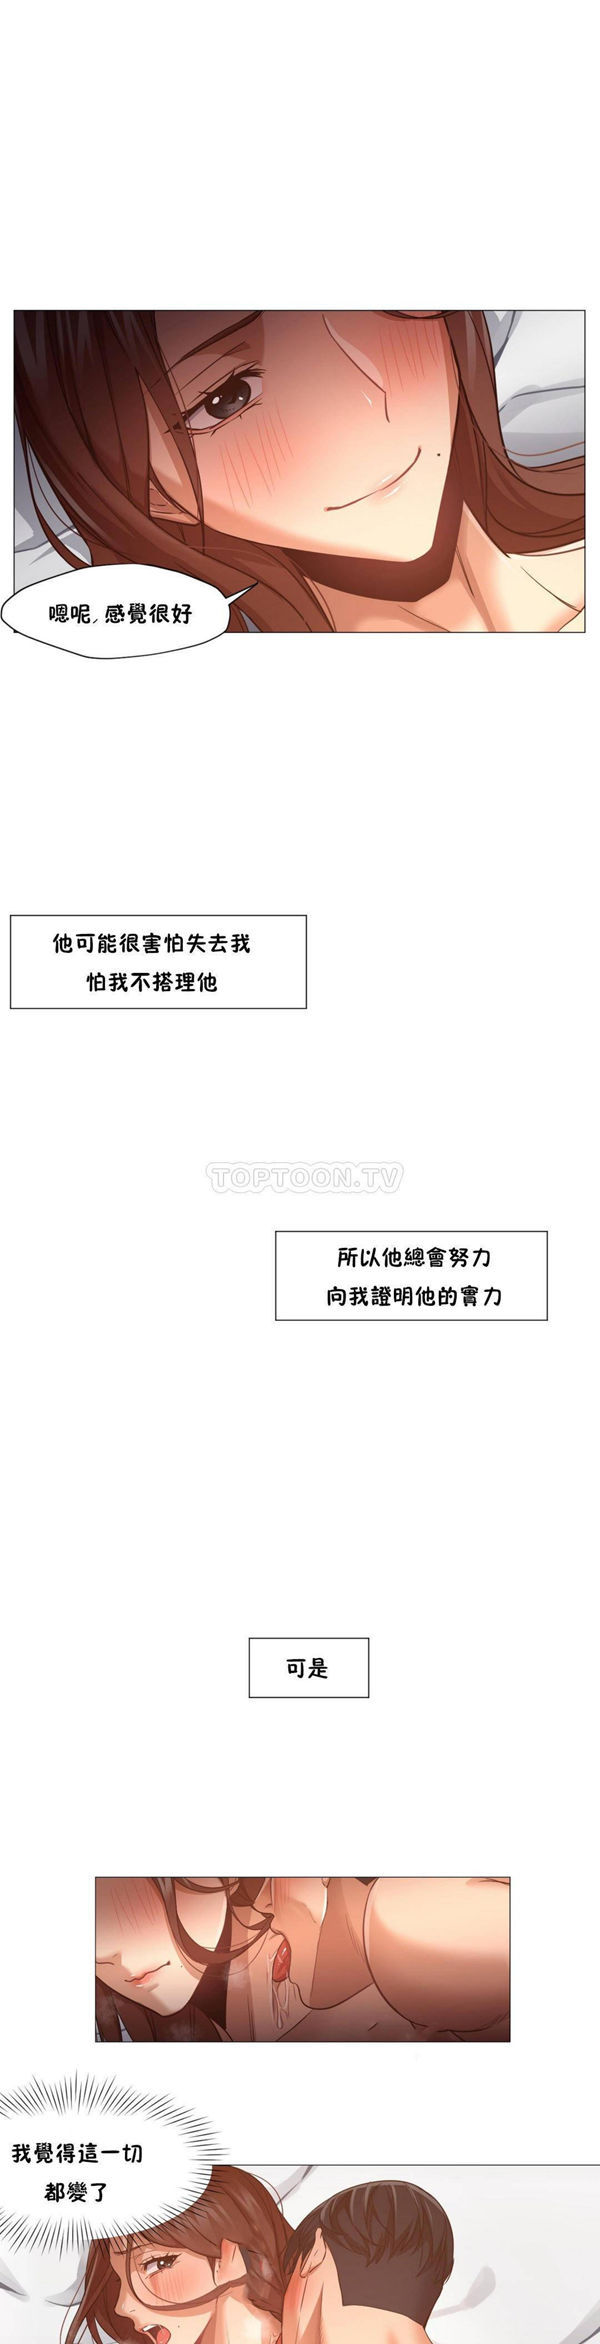 嗯呢, 感覺很好
他可能很害怕失去我
怕我不搭理他
TOPTOON.TV
所以他總會努力
向我證明他的實力
可是
我覺得這一切
都變了